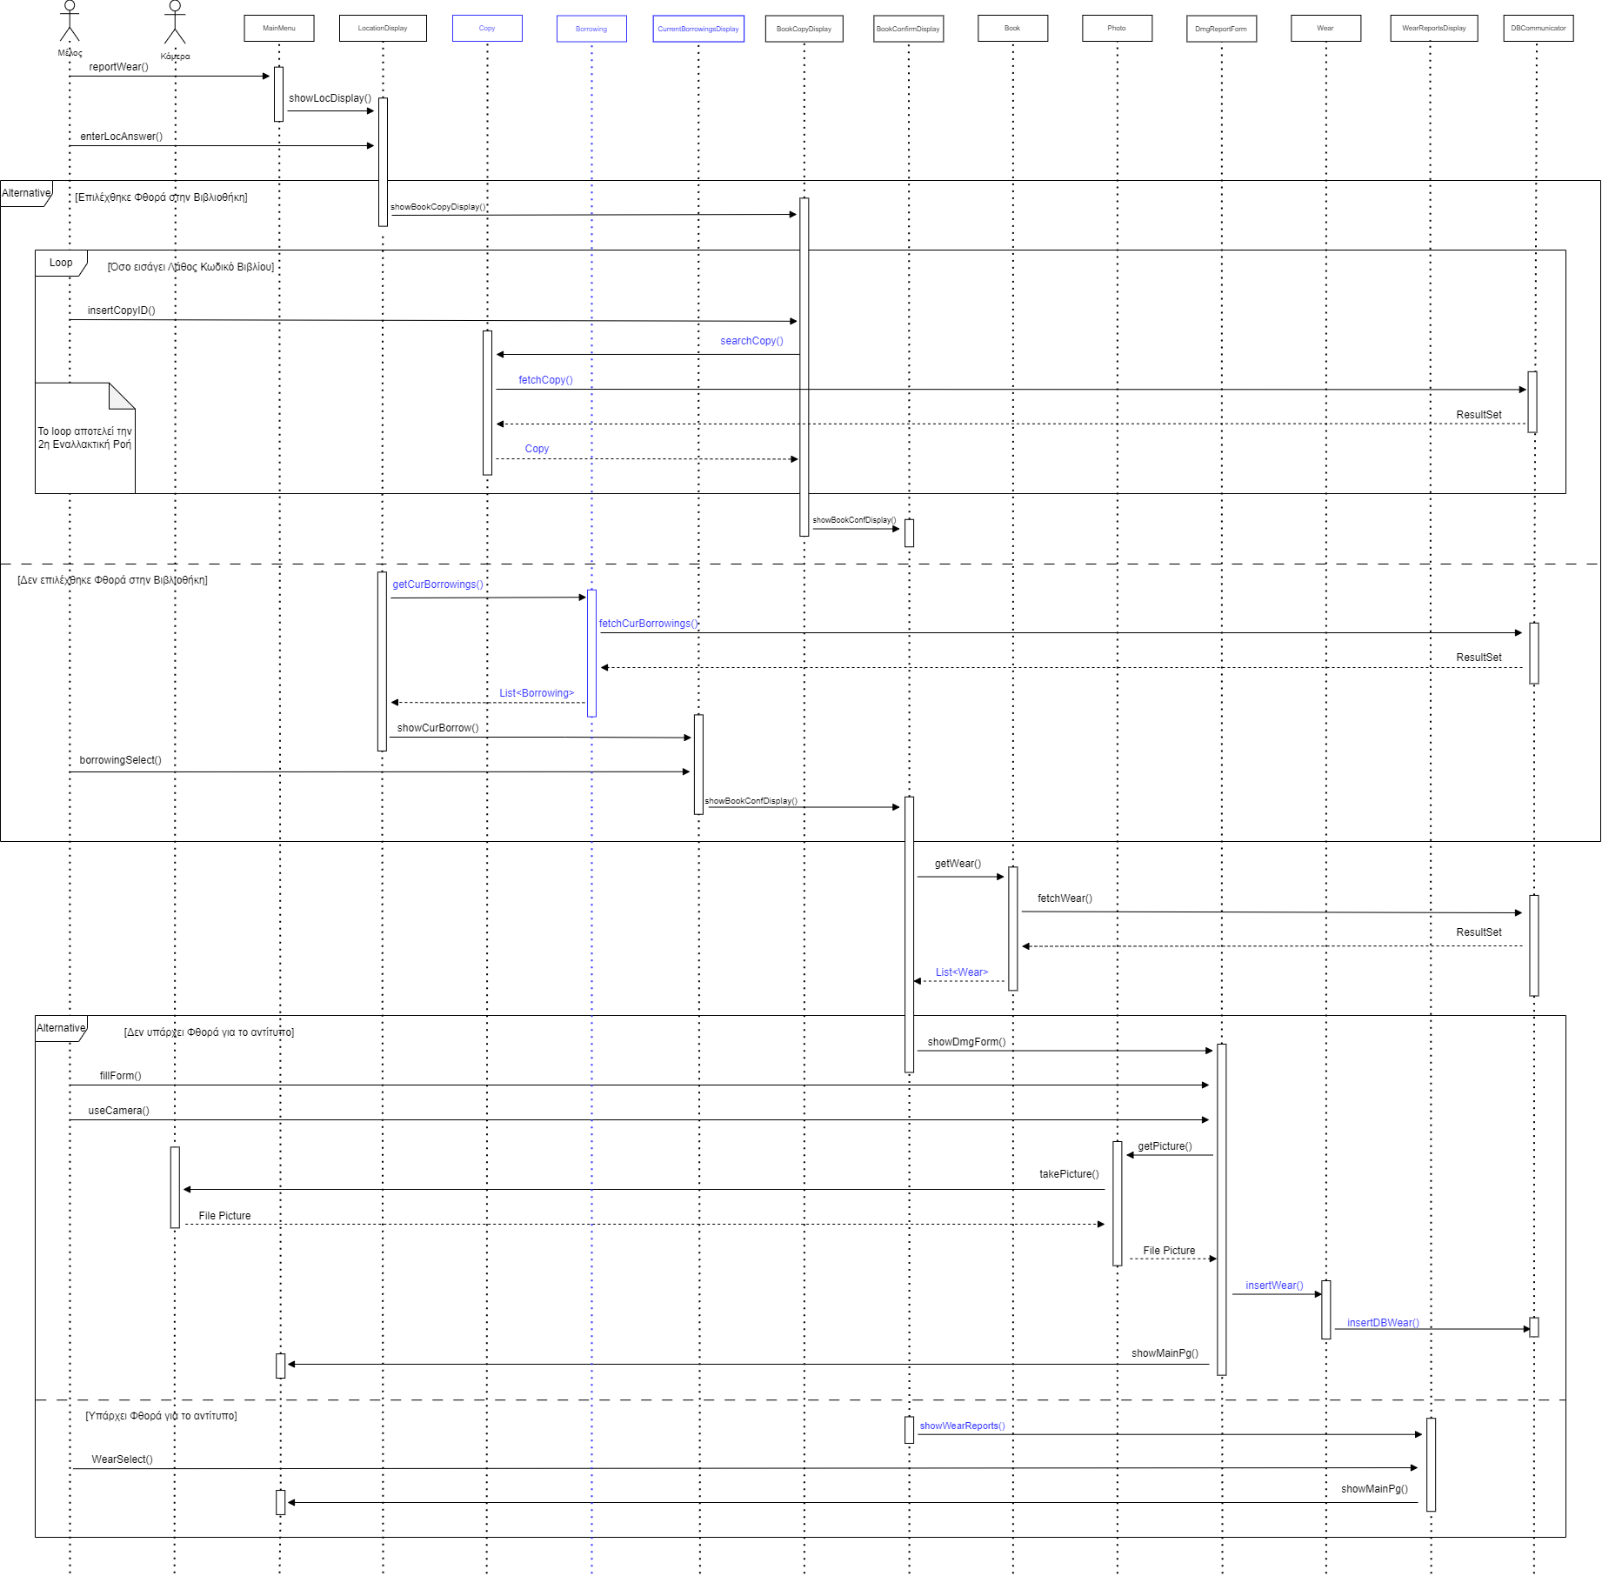 MainMenu
LocationDisplay
Copy
Borrowing
CurrentBorrowingsDisplay
BookCopyDisplay
BookConfirmDisplay
Book
Photo
DmgReportForm
Wear
WearReportsDisplay
DBCommunicator
Μέλος
Κάμερα
reportWear()
showLocDisplay()
enterLocAnswer()
Alternative
[Επιλέχθηκε Φθορά στην Βιβλιοθήκη]
showBookCopyDisplay()
Loop
[Όσο εισάγει Λάθος Κωδικό Βιβλίου]
insertCopyID()
searchCopy()
fetchCopy()
ResultSet
Το loop αποτελεί την
2η Εναλλακτική Ροή
Copy
showBookConfDisplay()
[Δεν επιλέχθηκε Φθορά στην Βιβλιοθήκη]
getCurBorrowings()
fetchCurBorrowings()
ResultSet
List<Borrowing>
showCurBorrow()
borrowingSelect()
showBookConfDisplay()
getWear()
fetchWear()
ResultSet
List<Wear>
Alternative
[Δεν υπάρχει Φθορά για το αντίτυπο]
showDmgForm()
fillForm()
useCamera()
getPicture()
takePicture()
File Picture
File Picture
insertWear()
insertDBWear()
showMainPg()
[Υπάρχει Φθορά για το αντίτυπο]
showWearReports()
WearSelect()
showMainPg()